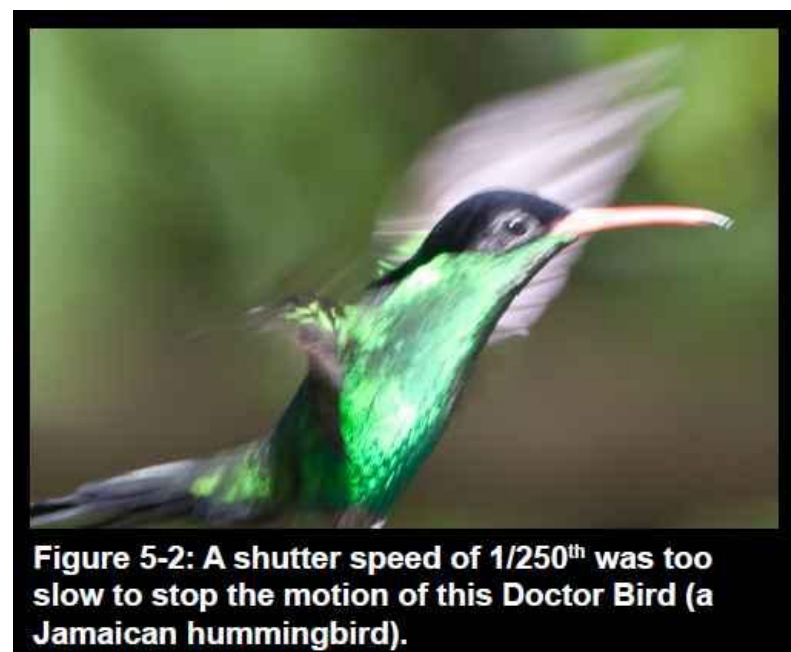 Figure 5-2: A shutter speed of 1/250th was too
slow to stop the motion of this Doctor Bird (a
Jamaican hummingbird).